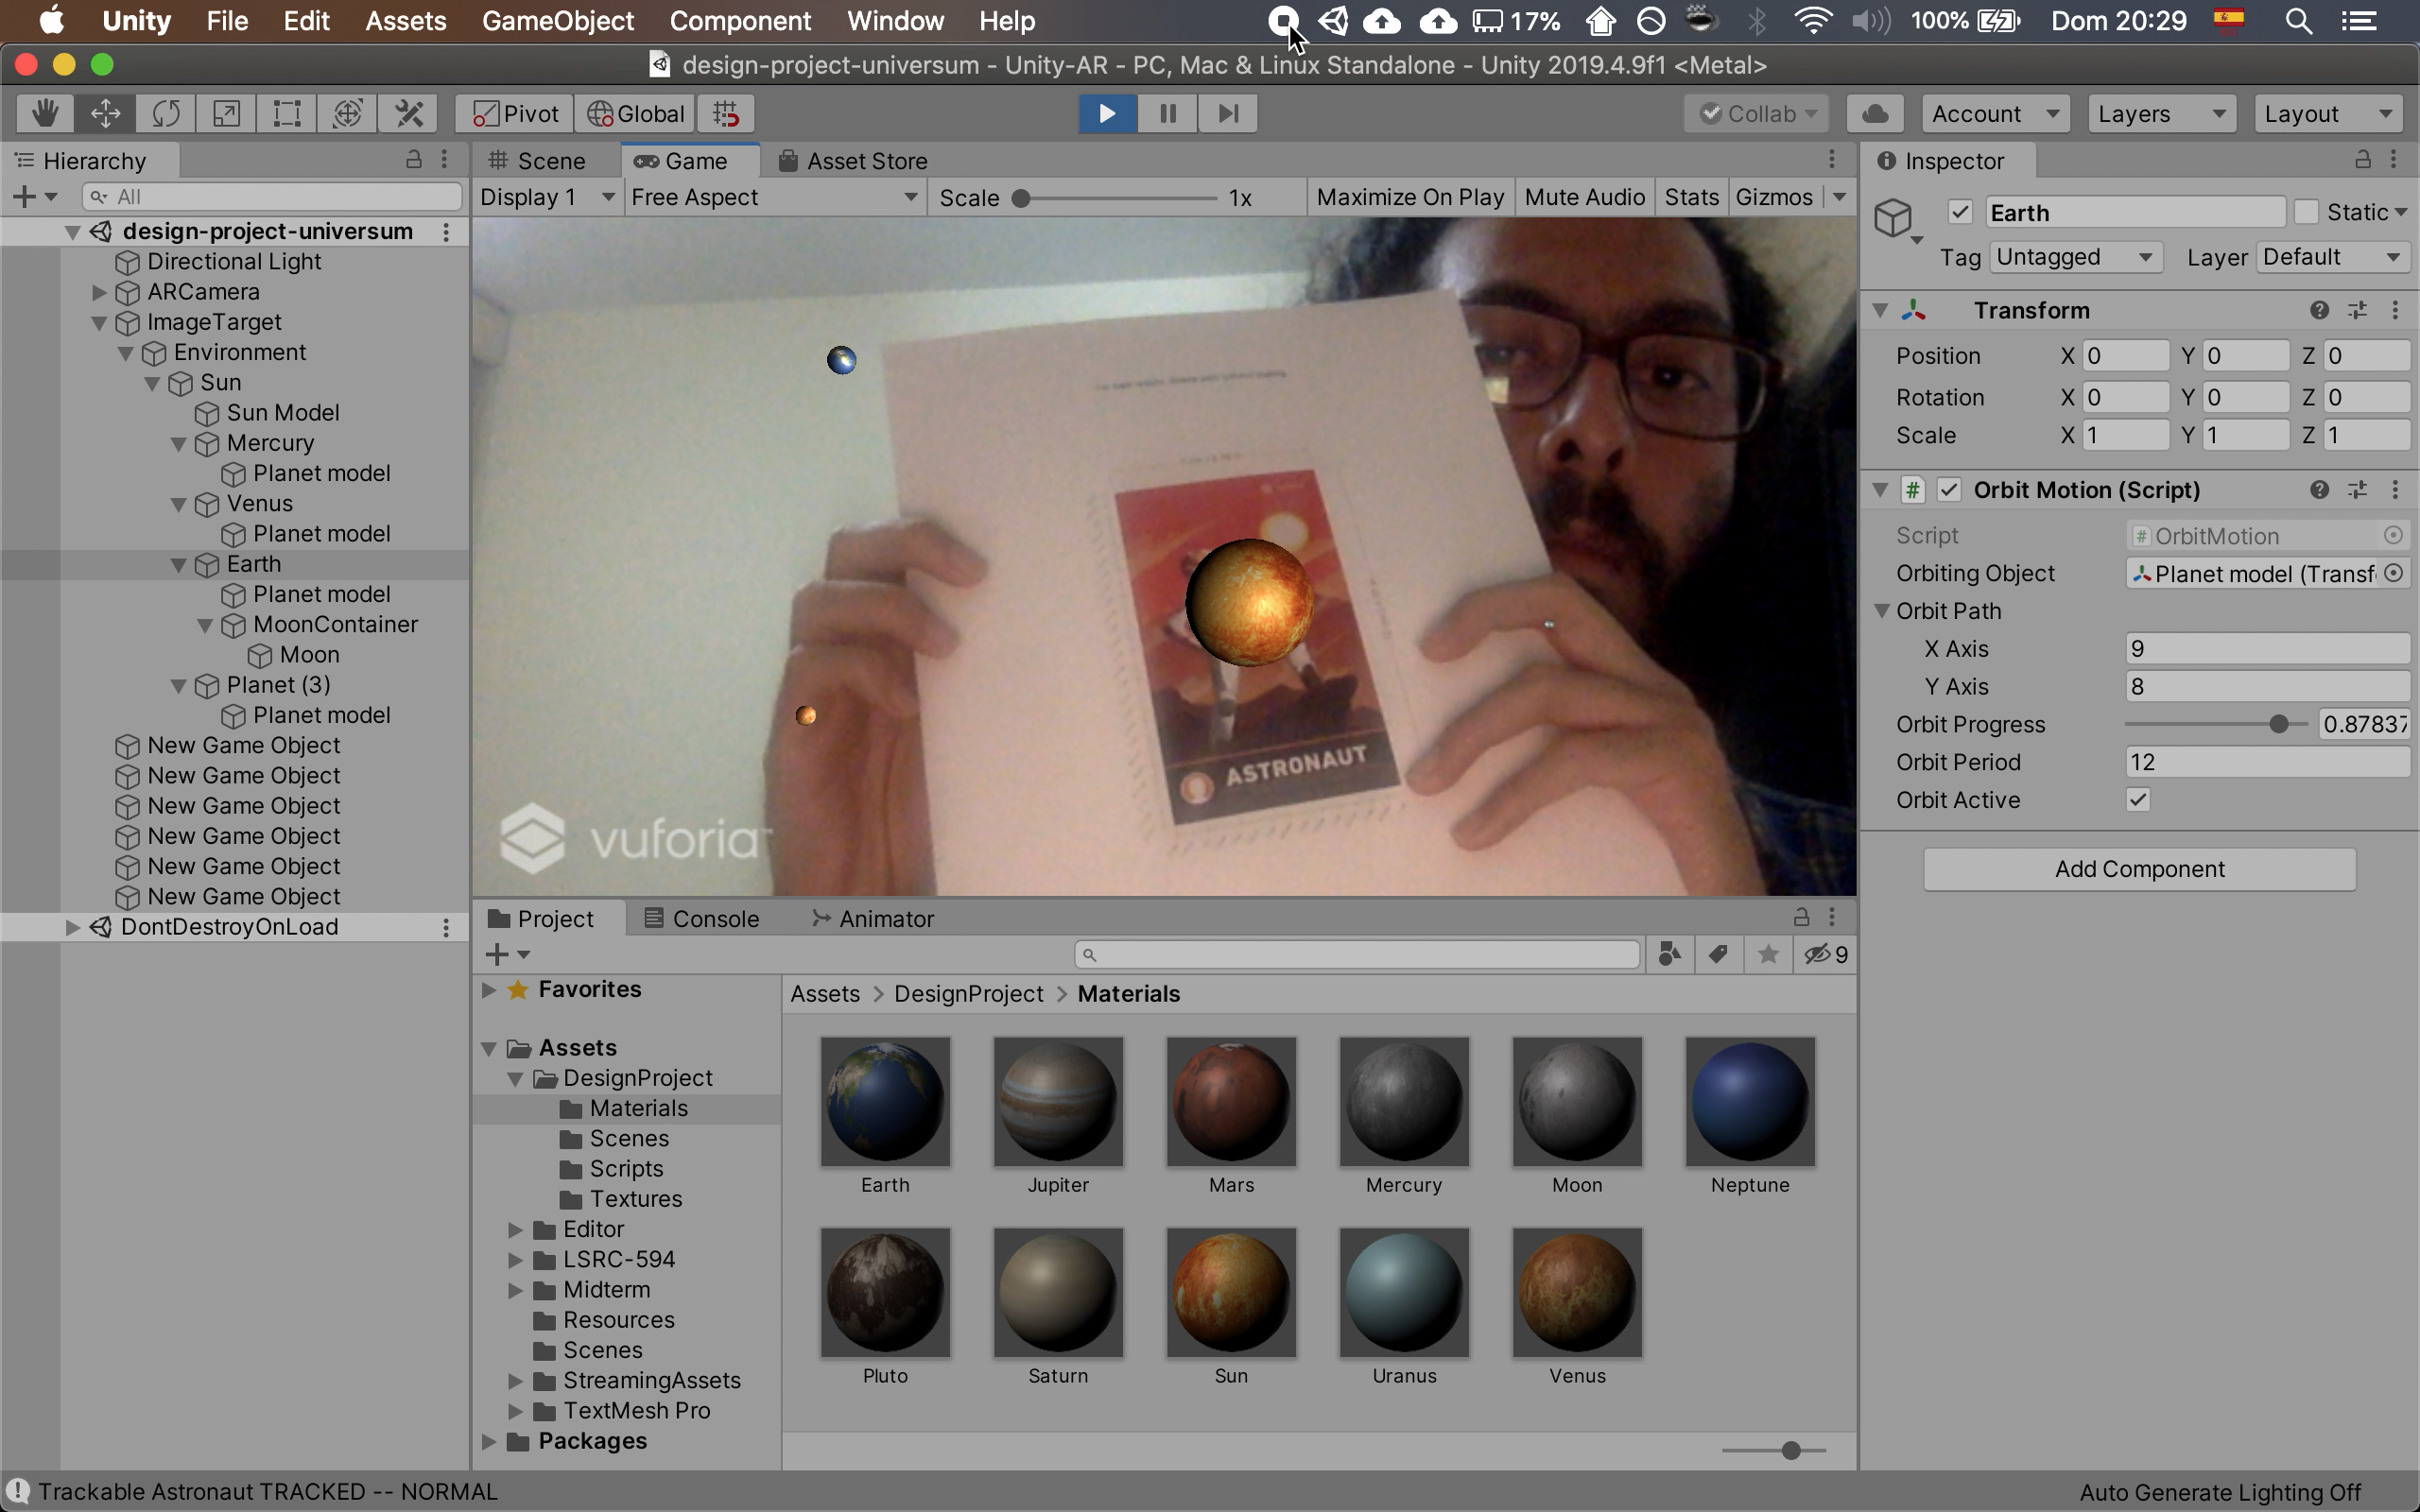 Unity File Edit Assets GameObject Component Window Help 17% 100% Dom 20:29
design-project-universum - Unity-AR - PC, Mac & Linux Standalone - Unity 2019.4.9f1 <Metal>
Pivot Global Collab Account Layers Layout
Hierarchy
All
design-project-universum
Directional Light
ARCamera
ImageTarget
Environment
Sun
Sun Model
Mercury
Planet model
Venus
Planet model
Earth
Planet model
MoonContainer
Moon
Planet (3)
Planet model
New Game Object
New Game Object
New Game Object
New Game Object
New Game Object
New Game Object
DontDestroyOnLoad
Scene Game Asset Store
Display 1 Free Aspect Scale 1x Maximize On Play Mute Audio Stats Gizmos
ASTRONAUT
vuforia
Project Console Animator
9
Favorites
Assets
DesignProject
Materials
Scenes
Scripts
Textures
Editor
LSRC-594
Midterm
Resources
Scenes
StreamingAssets
TextMesh Pro
Packages
Assets > DesignProject > Materials
Earth Jupiter Mars Mercury Moon Neptune
Pluto Saturn Sun Uranus Venus
Inspector
Earth Static
Tag Untagged Layer Default
Transform
Position X 0 Y 0 Z 0
Rotation X 0 Y 0 Z 0
Scale X 1 Y 1 Z 1
# Orbit Motion (Script)
Script # OrbitMotion
Orbiting Object Planet model (Transf
Orbit Path
X Axis 9
Y Axis 8
Orbit Progress 0.87837
Orbit Period 12
Orbit Active
Add Component
Trackable Astronaut TRACKED -- NORMAL
Auto Generate Lighting Off